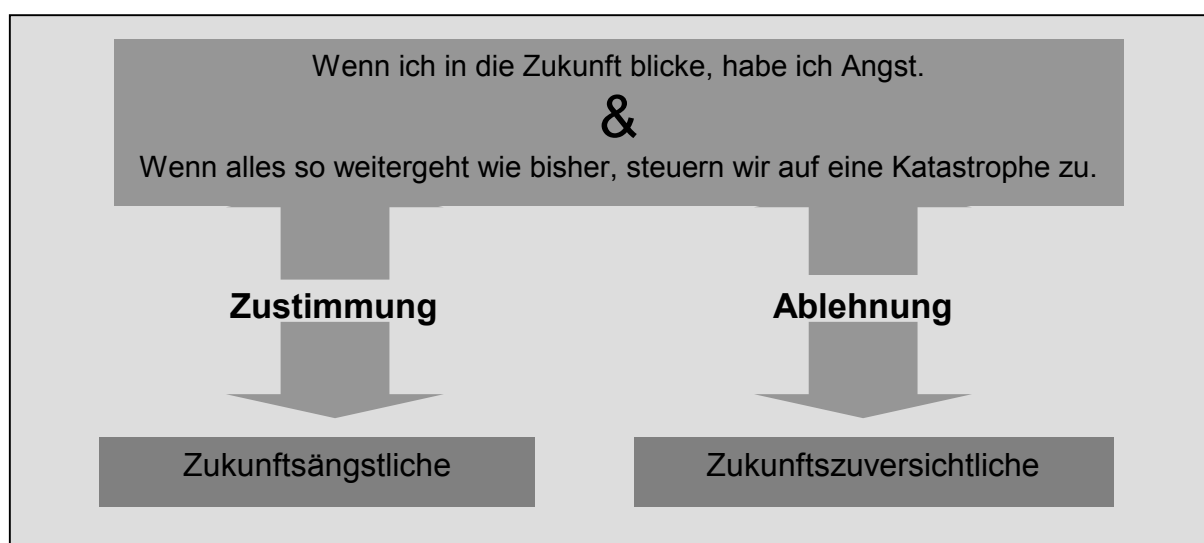 Wenn ich in die Zukunft blicke, habe ich Angst.
&
Wenn alles so weitergeht wie bisher, steuern wir auf eine Katastrophe zu.
Zustimmung
Ablehnung
Zukunftsängstliche
Zukunftszuversichtliche